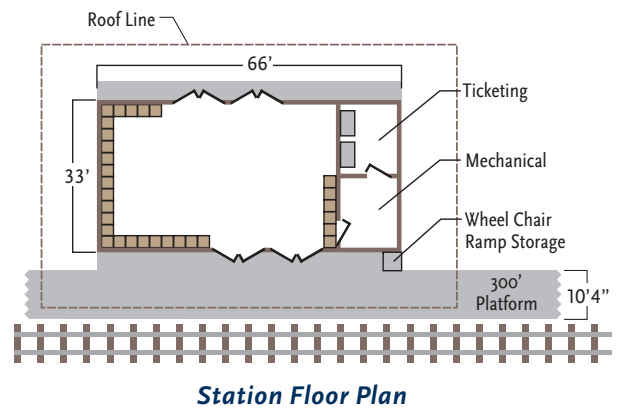 Roof Line
66’
Ticketing
33’
Mechanical
Wheel Chair
Ramp Storage
300’
Platform
10’4”
Station Floor Plan